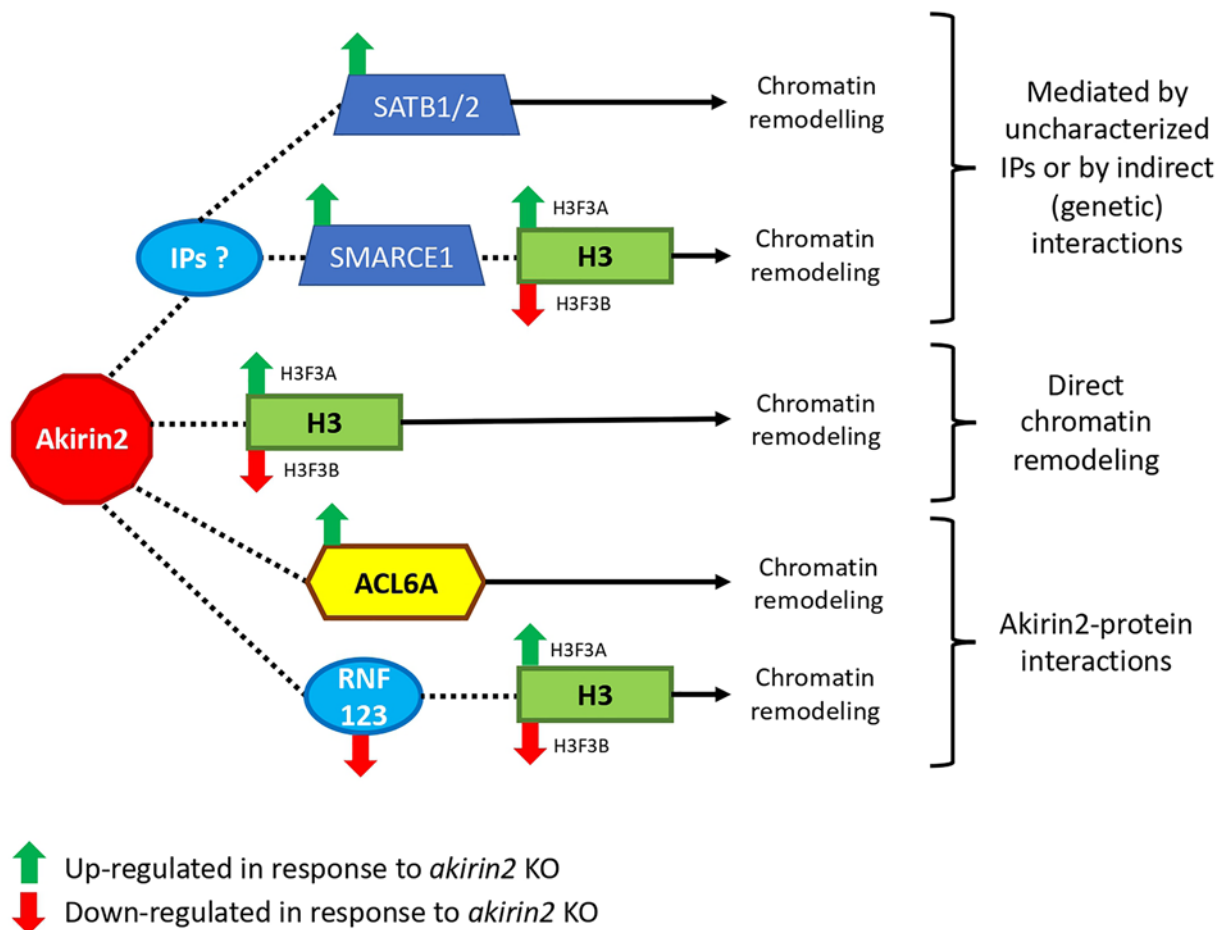 SATB1/2
Chromatin
remodelling
Mediated by
uncharacterized
IPs or by indirect
(genetic)
interactions
IPs ?
SMARCE1
H3F3A
H3
H3F3B
Chromatin
remodeling
Akirin2
H3F3A
H3
H3F3B
Chromatin
remodeling
Direct
chromatin
remodeling
ACL6A
Chromatin
remodeling
Akirin2-protein
interactions
RNF
123
H3F3A
H3
H3F3B
Chromatin
remodeling
Up-regulated in response to akirin2 KO
Down-regulated in response to akirin2 KO